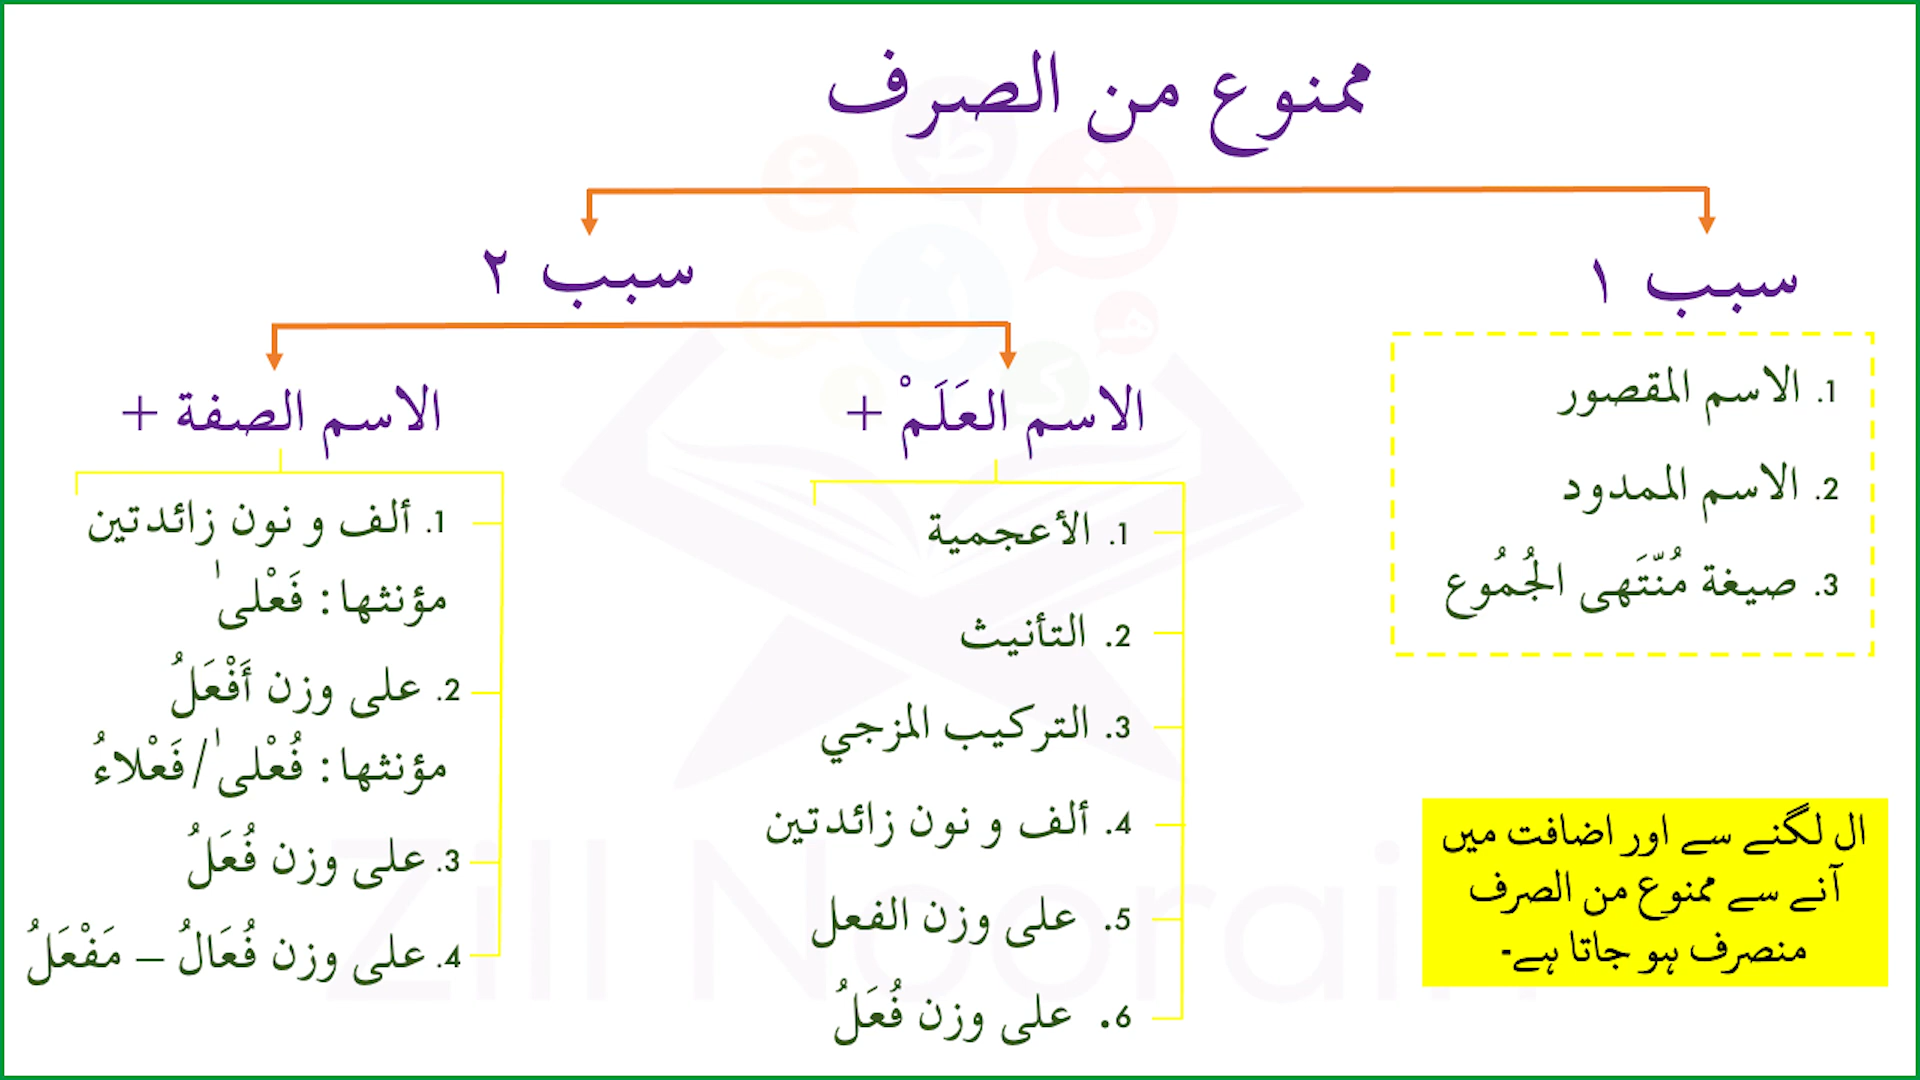 ممنوع من الصرف
سبب ١
1. الاسم المقصور
2. الاسم الممدود
3. صيغة مُنّتَهى الجُمُوع
سبب ٢
الاسم العَلَمْ +
1. الأعجمية
2. التأنيث
3. التركيب المزجي
4. ألف و نون زائدتين
5. على وزن الفعل
6. على وزن فُعَلُ
الاسم الصفة +
1. ألف و نون زائدتين
مؤنثها: فَعْلىٰ
2. على وزن أَفْعَلُ
مؤنثها: فُعْلىٰ/فَعْلاءُ
3. على وزن فُعَلُ
4. على وزن فُعَالُ – مَفْعَلُ
ال لگنے سے اور اضافت میں
آنے سے ممنوع من الصرف
منصرف ہو جاتا ہے۔
Zill Noorain